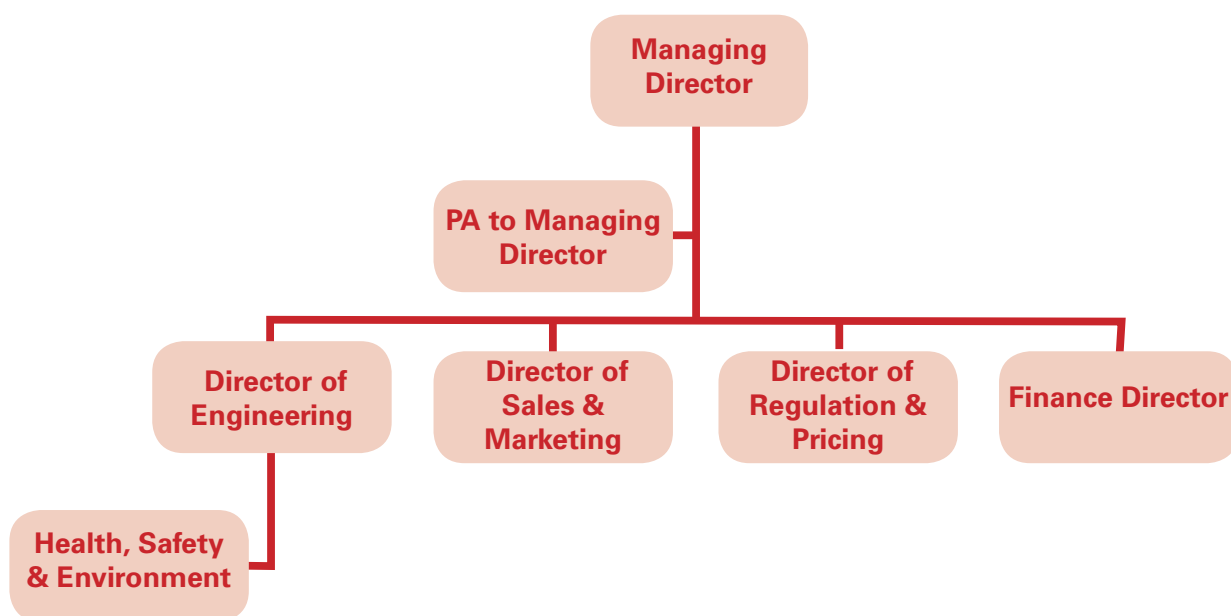 Managing
Director
PA to Managing
Director
Director of
Engineering
Director of
Sales &
Marketing
Director of
Regulation &
Pricing
Finance Director
Health, Safety
& Environment